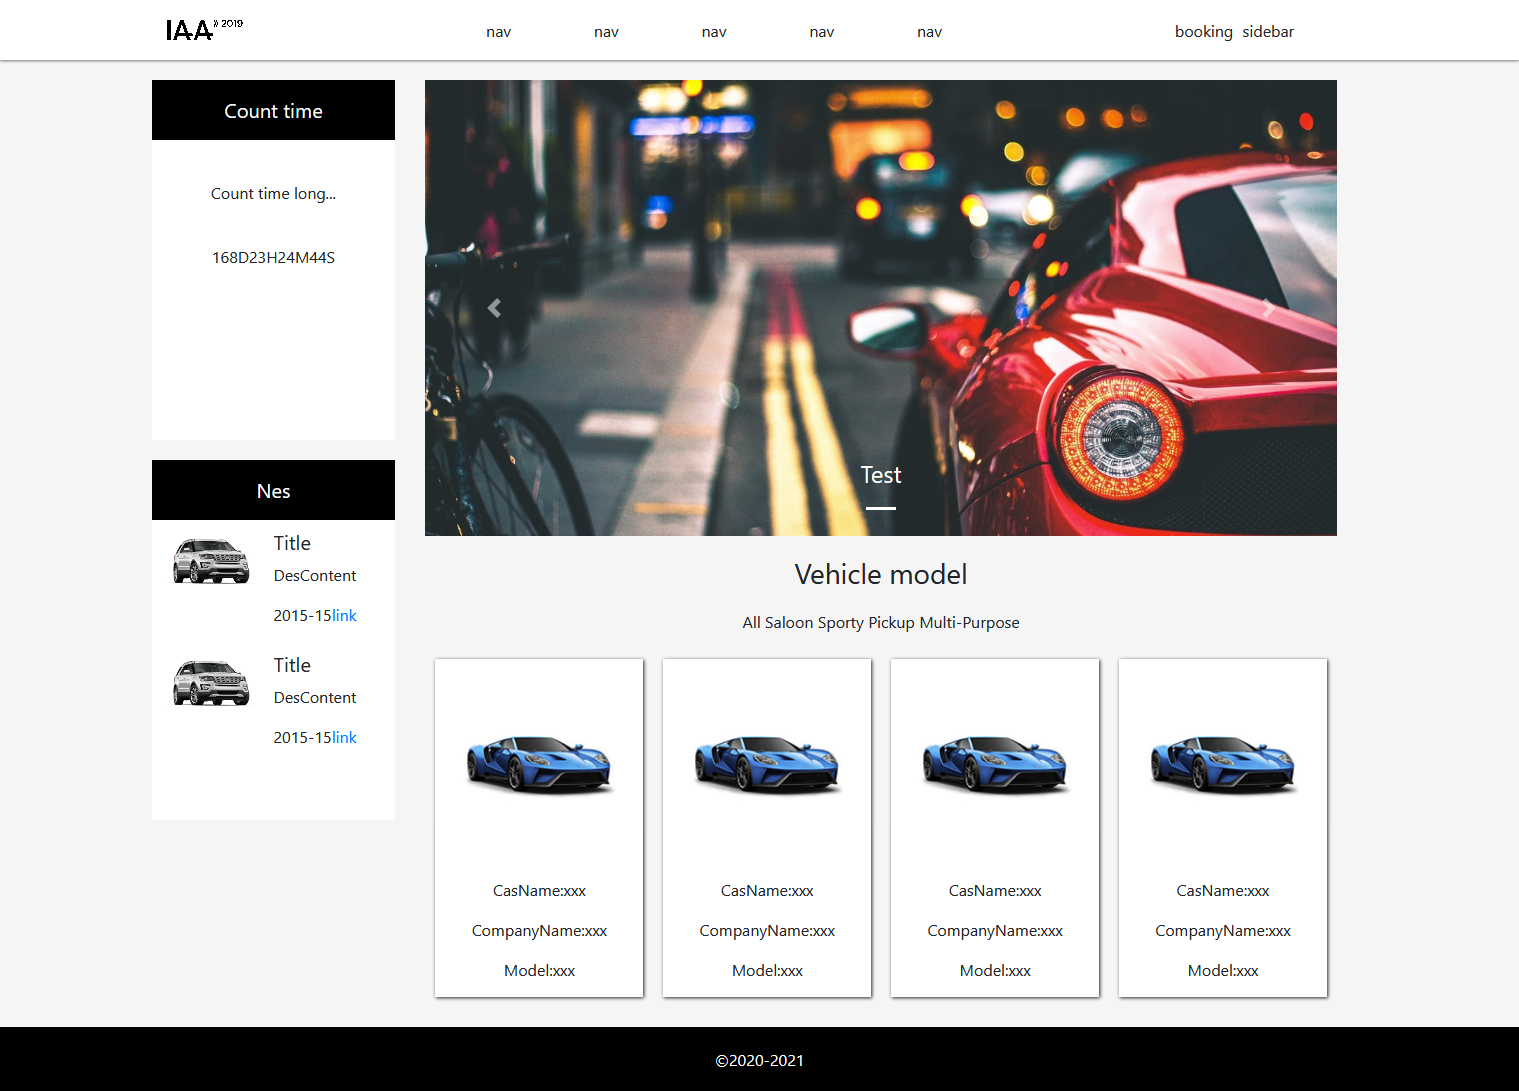 IAA » 2019
nav nav nav nav nav
booking sidebar
Count time
Count time long...
168D23H24M44S
Nes
Title
DesContent
2015-15link
Title
DesContent
2015-15link
Test
Vehicle model
All Saloon Sporty Pickup Multi-Purpose
CasName:xxx
CompanyName:xxx
Model:xxx
CasName:xxx
CompanyName:xxx
Model:xxx
CasName:xxx
CompanyName:xxx
Model:xxx
CasName:xxx
CompanyName:xxx
Model:xxx
©2020-2021